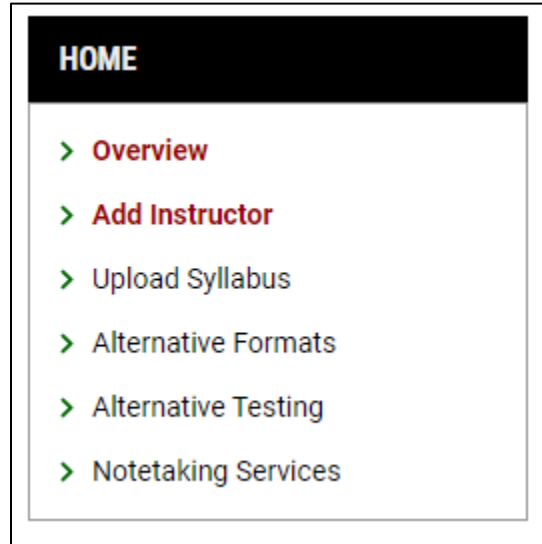 HOME
Overview
Add Instructor
Upload Syllabus
Alternative Formats
Alternative Testing
Notetaking Services